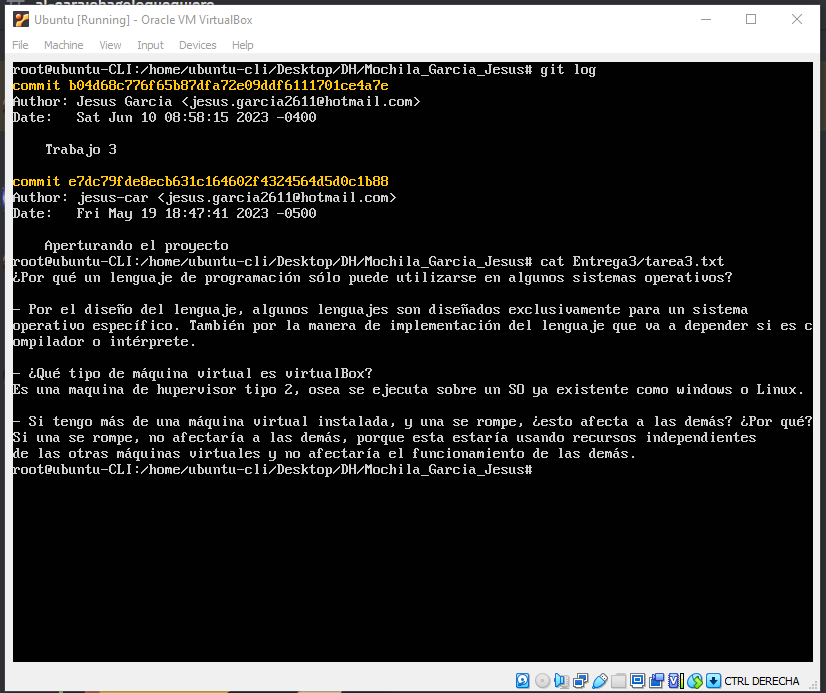 Ubuntu [Running] - Oracle VM VirtualBox
File Machine View Input Devices Help
root@ubuntu-CLI:/home/ubuntu-cli/Desktop/DH/Mochila_Garcia_Jesus# git log
commit b04d68c776f65b87dfa72e09ddf6111701ce4a7e
Author: Jesus Garcia <jesus.garcia2611@hotmail.com>
Date:   Sat Jun 10 08:58:15 2023 -0400
Trabajo 3
commit e7dc79fde8ecb631c164602f4324564d5d0c1b88
Author: jesus-car <jesus.garcia2611@hotmail.com>
Date:   Fri May 19 18:47:41 2023 -0500
Aperturando el proyecto
root@ubuntu-CLI:/home/ubuntu-cli/Desktop/DH/Mochila_Garcia_Jesus# cat Entrega3/tarea3.txt
¿Por qué un lenguaje de programación sólo puede utilizarse en algunos sistemas operativos?
- Por el diseño del lenguaje, algunos lenguajes son diseñados exclusivamente para un sistema
operativo específico. También por la manera de implementación del lenguaje que va a depender si es c
ompilador o intérprete.
- ¿Qué tipo de máquina virtual es virtualBox?
Es una maquina de hupervisor tipo 2, osea se ejecuta sobre un SO ya existente como windows o Linux.
- Si tengo más de una máquina virtual instalada, y una se rompe, ¿esto afecta a las demás? ¿Por qué?
Si una se rompe, no afectaría a las demás, porque esta estaría usando recursos independientes
de las otras máquinas virtuales y no afectaría el funcionamiento de las demás.
root@ubuntu-CLI:/home/ubuntu-cli/Desktop/DH/Mochila_Garcia_Jesus#
CTRL DERECHA